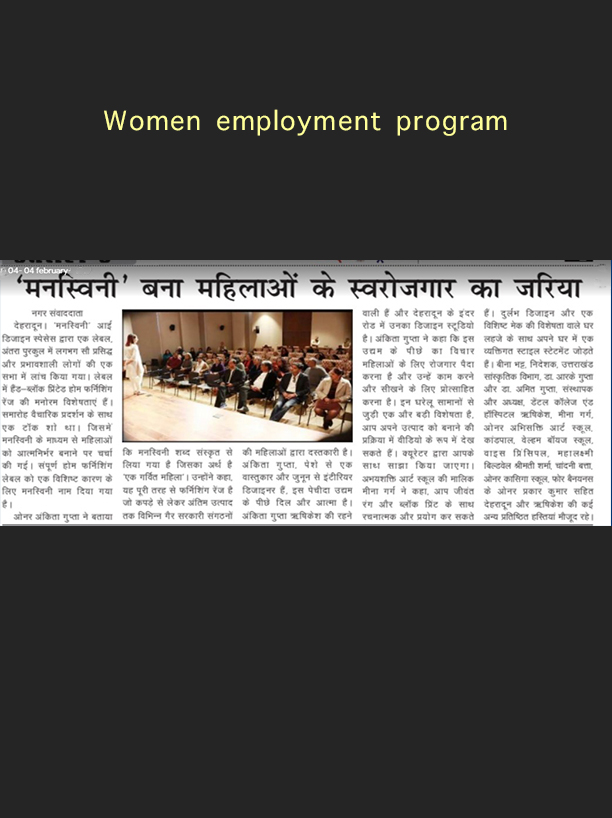 Women employment program
04- 04 february
'मनस्विनी' बना महिलाओं के स्वरोजगार का जरिया
नगर संवाददाता
देहरादून। 'मनस्विनी' आई
डिजाइन स्पेसेस द्वारा एक लेबल,
अंतरा पुरकुल में लगभग सौ प्रसिद्ध
और प्रभावशाली लोगों की एक
सभा में लांच किया गया। लेबल
में हैंड–ब्लॉक प्रिंटेड होम फर्निशिंग
रेंज की मनोरम विशेषताएं हैं।
समारोह वैचारिक प्रदर्शन के साथ
एक टॉक शो था। जिसमें
मनस्विनी के माध्यम से महिलाओं
को आत्मनिर्भर बनाने पर चर्चा
की गई। संपूर्ण होम फर्निशिंग
लेबल को एक विशिष्ट कारण के
लिए मनस्विनी नाम दिया गया
है।
ओनर अंकिता गुप्ता ने बताया
कि मनस्विनी शब्द संस्कृत से
लिया गया है जिसका अर्थ है
'एक गर्वित महिला'। उन्होंने कहा,
यह पूरी तरह से फर्निशिंग रेंज है
जो कपड़े से लेकर अंतिम उत्पाद
तक विभिन्न गैर सरकारी संगठनों
की महिलाओं द्वारा दस्तकारी है।
अंकिता गुप्ता, पेशे से एक
वास्तुकार और जुनून से इंटीरियर
डिजाइनर हैं, इस पेचीदा उद्यम
के पीछे दिल और आत्मा हैं।
अंकिता गुप्ता ऋषिकेश की रहने
वाली हैं और देहरादून के इंदर
रोड में उनका डिजाइन स्टूडियो
है। अंकिता गुप्ता ने कहा कि इस
उद्यम के पीछे का विचार
महिलाओं के लिए रोजगार पैदा
करना है और उन्हें काम करने
और सीखने के लिए प्रोत्साहित
करना है। इन घरेलू सामानों से
जुड़ी एक और बड़ी विशेषता है,
आप अपने उत्पाद को बनाने की
प्रक्रिया में वीडियो के रूप में देख
सकते हैं। क्यूरेटर द्वारा आपके
साथ साझा किया जाएगा।
अभयशक्ति आर्ट स्कूल की मालिक
मीना गर्ग ने कहा, आप जीवंत
रंग और ब्लॉक प्रिंट के साथ
रचनात्मक और प्रयोग कर सकते
हैं। दुर्लभ डिजाइन और एक
विशिष्ट मेक की विशेषता वाले घर
लहजे के साथ अपने घर में एक
व्यक्तिगत स्टाइल स्टेटमेंट जोडते
हैं। बीना भट्ट, निदेशक, उत्तराखंड
सांस्कृतिक विभाग, डा. आरके गुप्ता
और डा. अमित गुप्ता, संस्थापक
और अध्यक्ष, डेंटल कॉलेज एंड
हॉस्पिटल ऋषिकेश, मीना गर्ग,
ओनर अभिसक्ति आर्ट स्कूल,
कांडपाल, वेल्हम बॉयज स्कूल,
वाइस प्रिंसिपल, महालक्ष्मी
बिल्डवेल श्रीमती शर्मा, चांदनी बत्ता,
ओनर कासिगा स्कूल, फोर बैनयनस
के ओनर प्रकार कुमार सहित
देहरादून और ऋषिकेश की कई
अन्य प्रतिष्ठित हस्तियां मौजूद रहे।